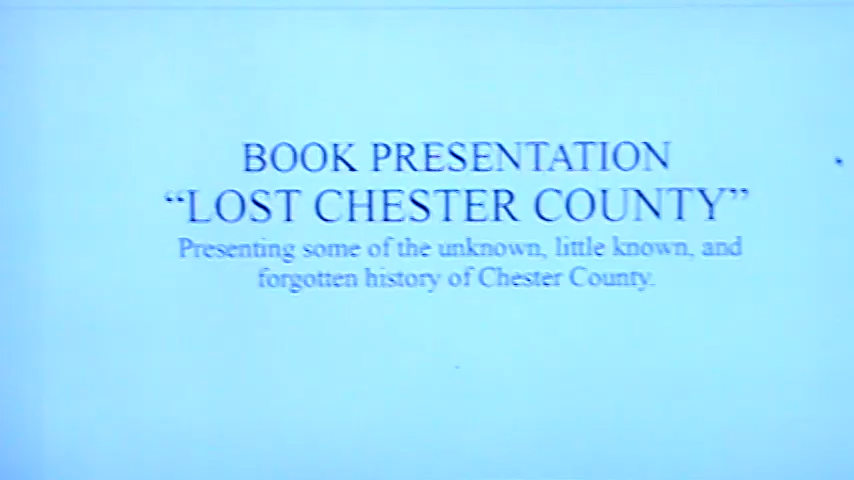 BOOK PRESENTATION
“LOST CHESTER COUNTY”
Presenting some of the unknown, little known, and
forgotten history of Chester County.